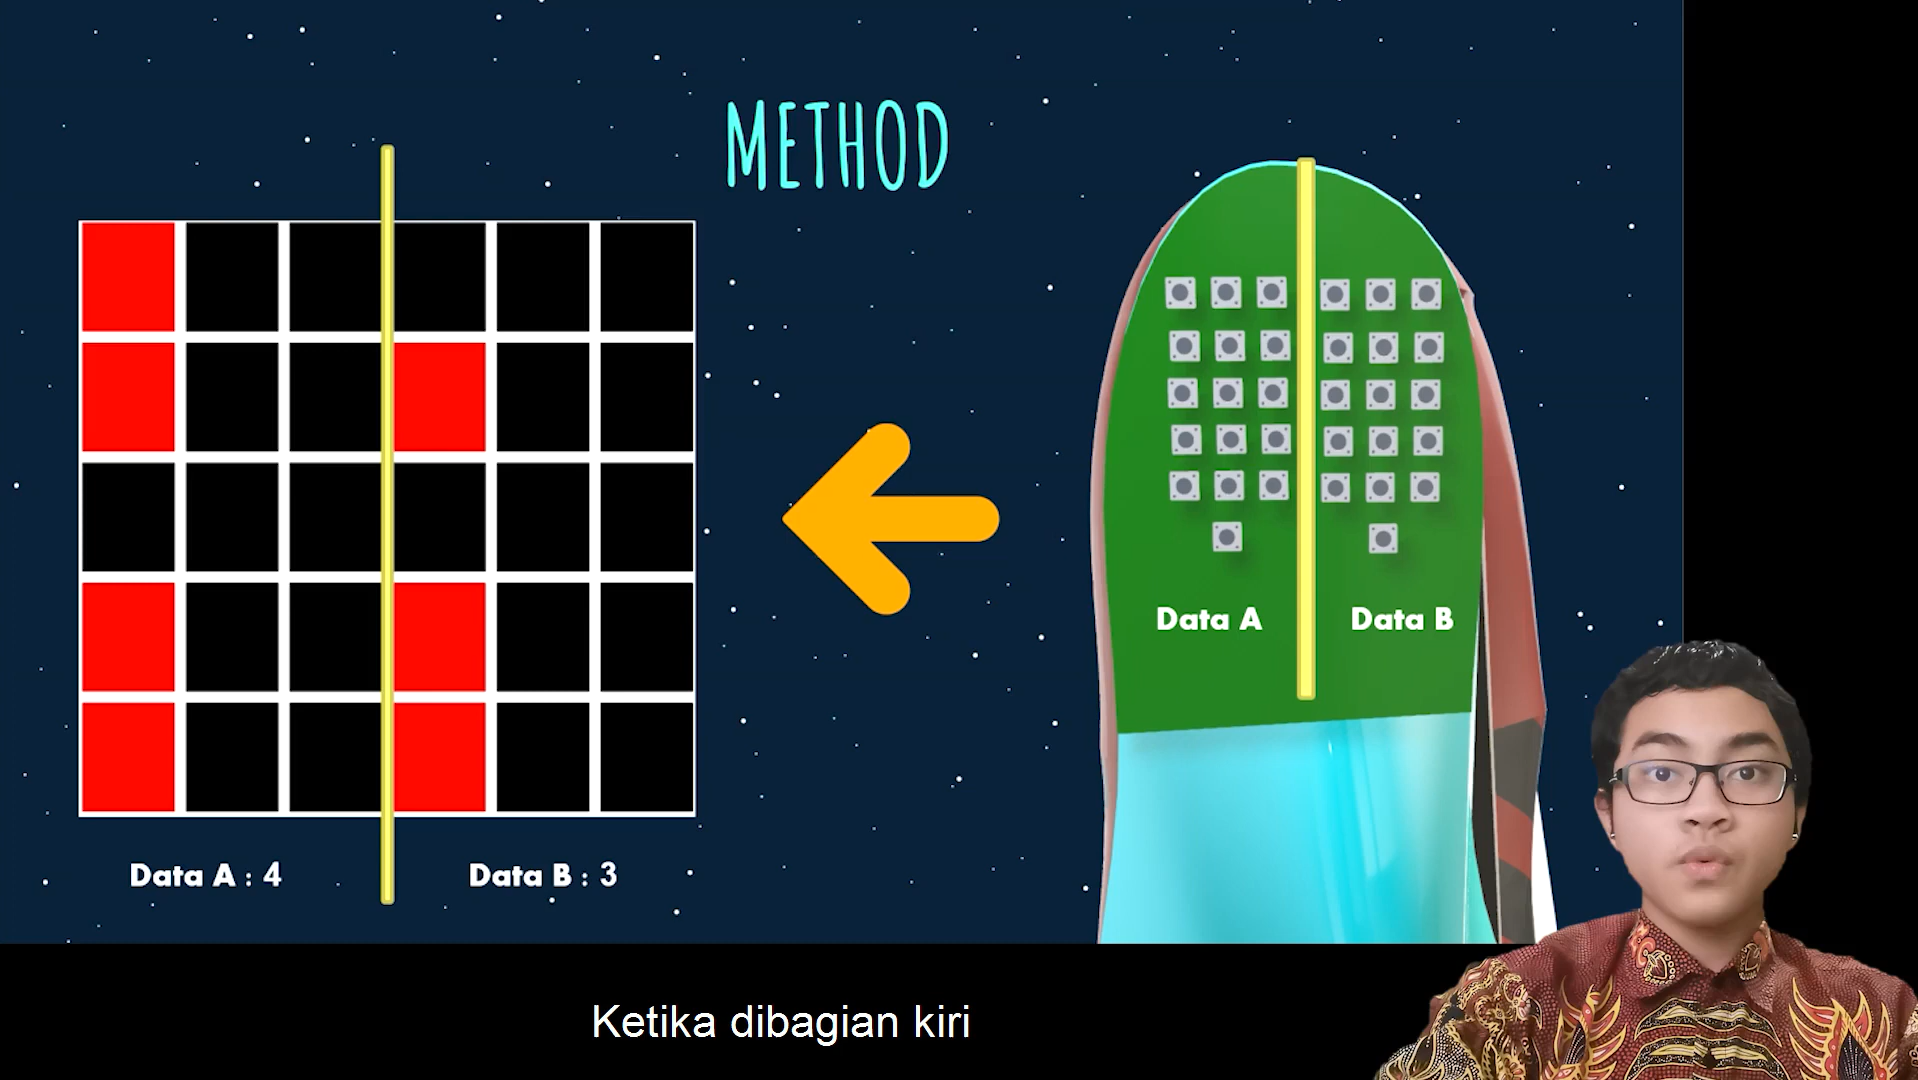 METHOD
Data A
Data B
Data A : 4
Data B : 3
Ketika dibagian kiri